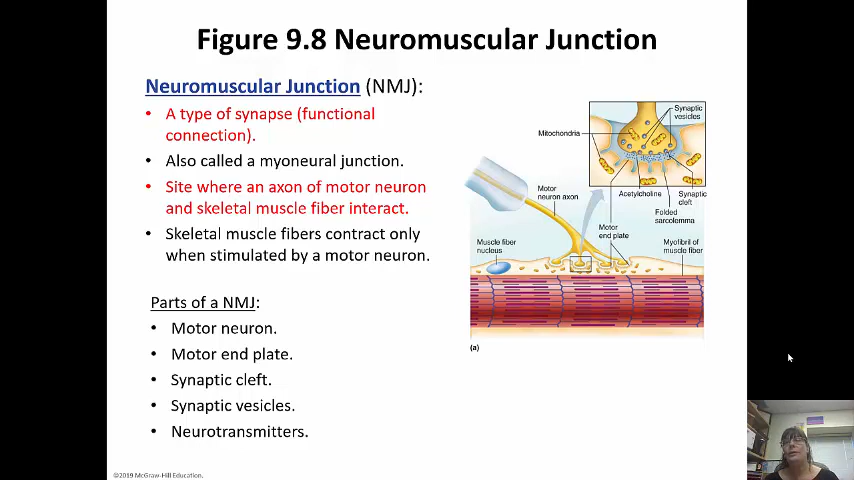 Figure 9.8 Neuromuscular Junction
Neuromuscular Junction (NMJ):
• A type of synapse (functional
connection).
• Also called a myoneural junction.
• Site where an axon of motor neuron
and skeletal muscle fiber interact.
• Skeletal muscle fibers contract only
when stimulated by a motor neuron.
Parts of a NMJ:
• Motor neuron.
• Motor end plate.
• Synaptic cleft.
• Synaptic vesicles.
• Neurotransmitters.
Synaptic
vesicles
Mitochondria
Acetylcholine
Synaptic
cleft
Folded
sarcolemma
Motor
neuron axon
Motor
end plate
Muscle fiber
nucleus
Myofibril of
muscle fiber
(a)
©2019 McGraw-Hill Education.